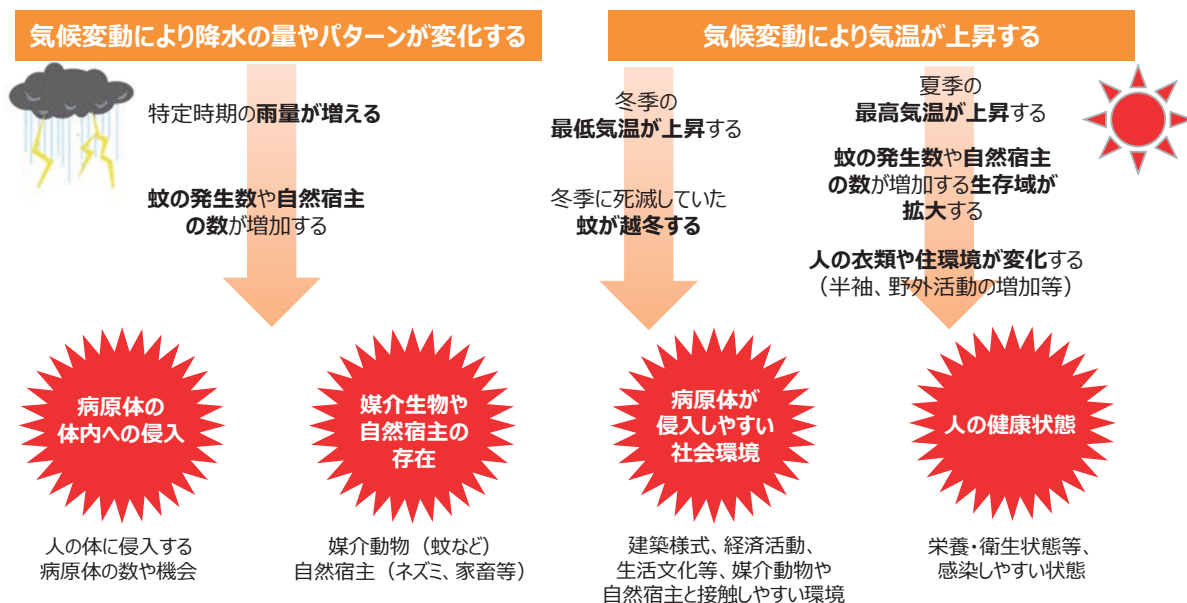 気候変動により降水の量やパターンが変化する
特定時期の雨量が増える
蚊の発生数や自然宿主
の数が増加する
気候変動により気温が上昇する
冬季の
最低気温が上昇する
冬季に死滅していた
蚊が越冬する
夏季の
最高気温が上昇する
蚊の発生数や自然宿主
の数が増加する生存域が
拡大する
人の衣類や住環境が変化する
（半袖、野外活動の増加等）
病原体の
体内への侵入
人の体に侵入する
病原体の数や機会
媒介生物や
自然宿主の
存在
媒介動物（蚊など）
自然宿主（ネズミ、家畜等）
病原体が
侵入しやすい
社会環境
建築様式、経済活動、
生活文化等、媒介動物や
自然宿主と接触しやすい環境
人の健康状態
栄養・衛生状態等、
感染しやすい状態